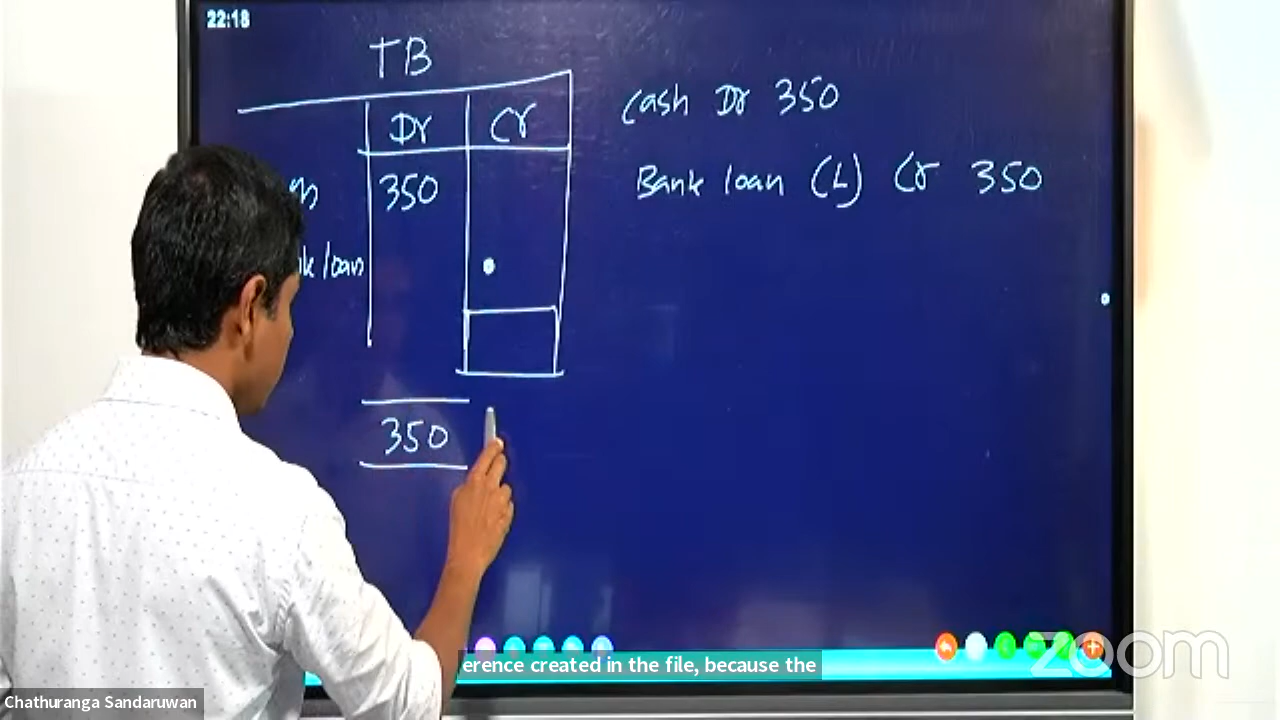 22:18
TB
Dr Cr
Cash Dr 350
350
Bank loan (L) Cr 350
loan
350
erence created in the file, because the
zoom
Chathuranga Sandaruwan